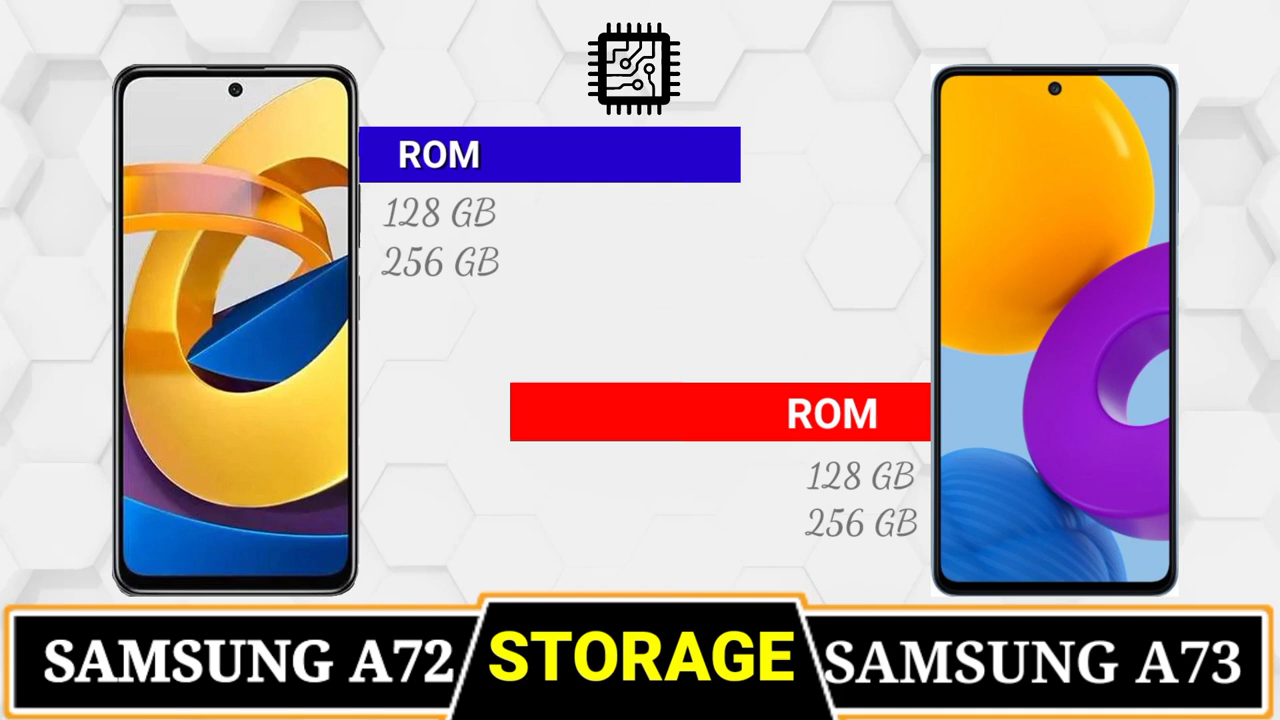 ROM
128 GB
256 GB
ROM
128 GB
256 GB
SAMSUNG A72
STORAGE
SAMSUNG A73